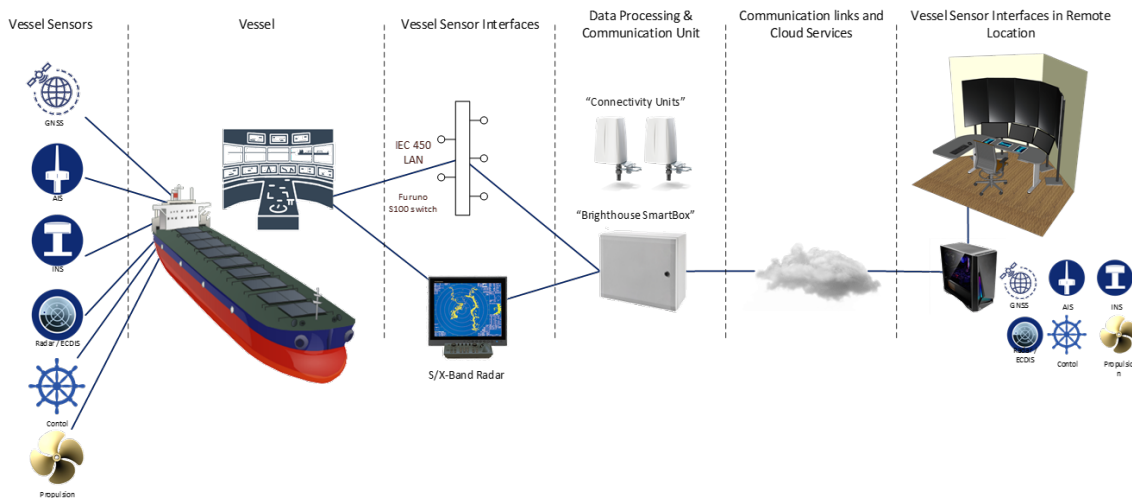 Vessel Sensors
Vessel
Vessel Sensor Interfaces
Data Processing &
Communication Unit
Communication links and
Cloud Services
Vessel Sensor Interfaces in Remote
Location
GNSS
AIS
INS
Radar / ECDIS
Contol
Propulsion
IEC 450
LAN
Furuno
S100 switch
S/X-Band Radar
“Connectivity Units”
“Brighthouse SmartBox”
GNSS
AIS
INS
Radar /
ECDIS
Contol
Propulsio
n